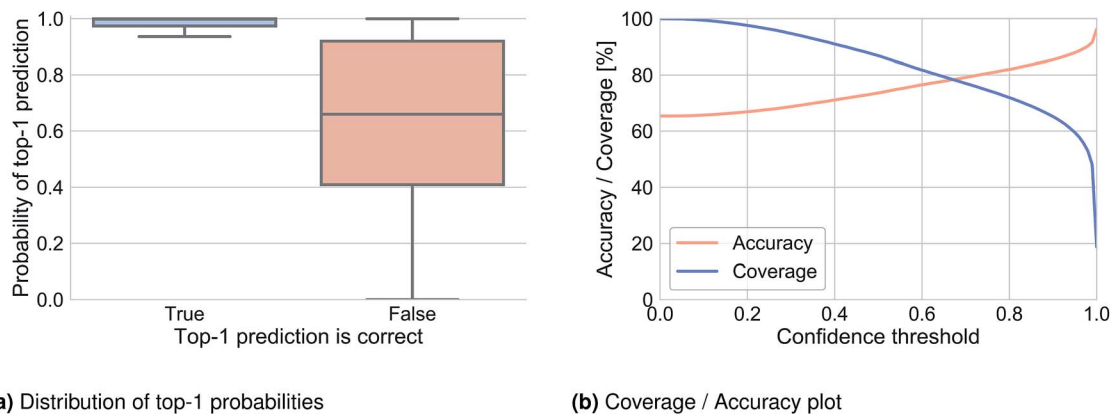 Probability of top-1 prediction
1.0
0.8
0.6
0.4
0.2
0.0
True
False
Top-1 prediction is correct
Accuracy / Coverage [%]
100
80
60
40
20
0
Accuracy
Coverage
0.0
0.2
0.4
0.6
0.8
1.0
Confidence threshold
a) Distribution of top-1 probabilities
(b) Coverage / Accuracy plot